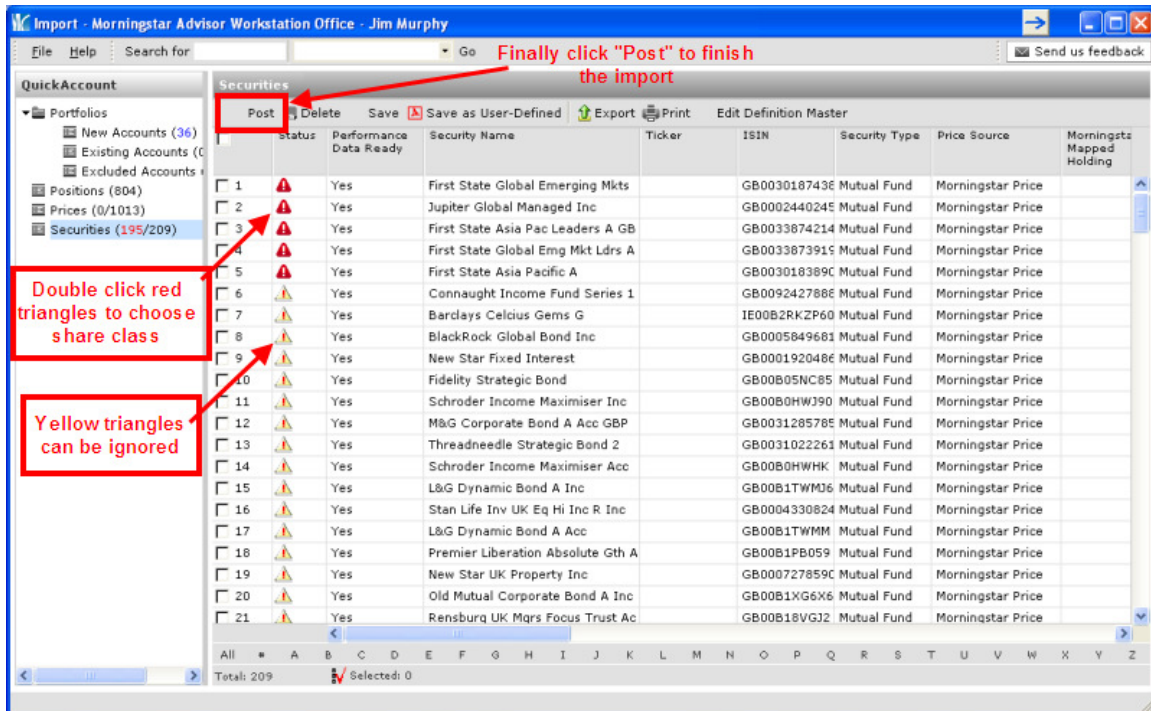 Import - Morningstar Advisor Workstation Office - Jim Murphy
File Help Search for Go Send us feedback
Finally click "Post" to finish
the import
QuickAccount
Portfolios
New Accounts (36)
Existing Accounts (0
Excluded Accounts
Positions (804)
Prices (0/1013)
Securities (195/209)
Double click red
triangles to choose
share class
Yellow triangles
can be ignored
Securities
Post Delete Save Save as User-Defined Export Print Edit Definition Master
Status Performance Data Ready Security Name Ticker ISIN Security Type Price Source Morningsta Mapped Holding
1 Yes First State Global Emerging Mkts GB0030187438 Mutual Fund Morningstar Price
2 Yes Jupiter Global Managed Inc GB0002440245 Mutual Fund Morningstar Price
3 Yes First State Asia Pac Leaders A GB GB0033874214 Mutual Fund Morningstar Price
4 Yes First State Global Emg Mkt Ldrs A GB0033873919 Mutual Fund Morningstar Price
5 Yes First State Asia Pacific A GB0030183890 Mutual Fund Morningstar Price
6 Yes Connaught Income Fund Series 1 GB0092427888 Mutual Fund Morningstar Price
7 Yes Barclays Celcius Gems G IE00B2RKZP60 Mutual Fund Morningstar Price
8 Yes BlackRock Global Bond Inc GB0005849681 Mutual Fund Morningstar Price
9 Yes New Star Fixed Interest GB0001920486 Mutual Fund Morningstar Price
10 Yes Fidelity Strategic Bond GB00B05NC85 Mutual Fund Morningstar Price
11 Yes Schroder Income Maximiser Inc GB00B0HWJ90 Mutual Fund Morningstar Price
12 Yes M&G Corporate Bond A Acc GBP GB0031285785 Mutual Fund Morningstar Price
13 Yes Threadneedle Strategic Bond 2 GB0031022261 Mutual Fund Morningstar Price
14 Yes Schroder Income Maximiser Acc GB00B0HWHK Mutual Fund Morningstar Price
15 Yes L&G Dynamic Bond A Inc GB00B1TWMJ6 Mutual Fund Morningstar Price
16 Yes Stan Life Inv UK Eq Hi Inc R Inc GB0004330824 Mutual Fund Morningstar Price
17 Yes L&G Dynamic Bond A Acc GB00B1TWMM Mutual Fund Morningstar Price
18 Yes Premier Liberation Absolute Gth A GB00B1PB059 Mutual Fund Morningstar Price
19 Yes New Star UK Property Inc GB0007278590 Mutual Fund Morningstar Price
20 Yes Old Mutual Corporate Bond A Inc GB00B1XG6X6 Mutual Fund Morningstar Price
21 Yes Rensburg UK Mgrs Focus Trust Ac GB00B18VGJ2 Mutual Fund Morningstar Price
All # A B C D E F G H I J K L M N O P Q R S T U V W X Y Z
Total: 209 Selected: 0